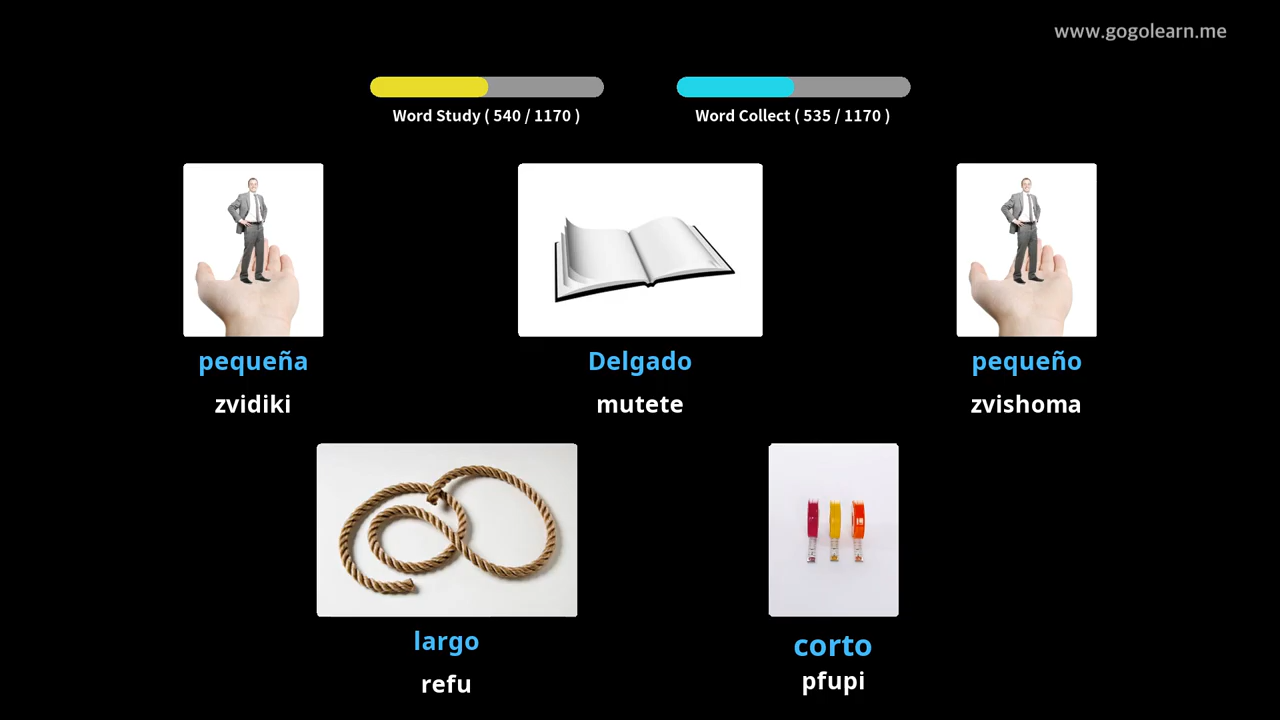 www.gogolearn.me
Word Study ( 540 / 1170 )
Word Collect ( 535 / 1170 )
pequeña
zvidiki
Delgado
mutete
pequeño
zvishoma
largo
refu
corto
pfupi